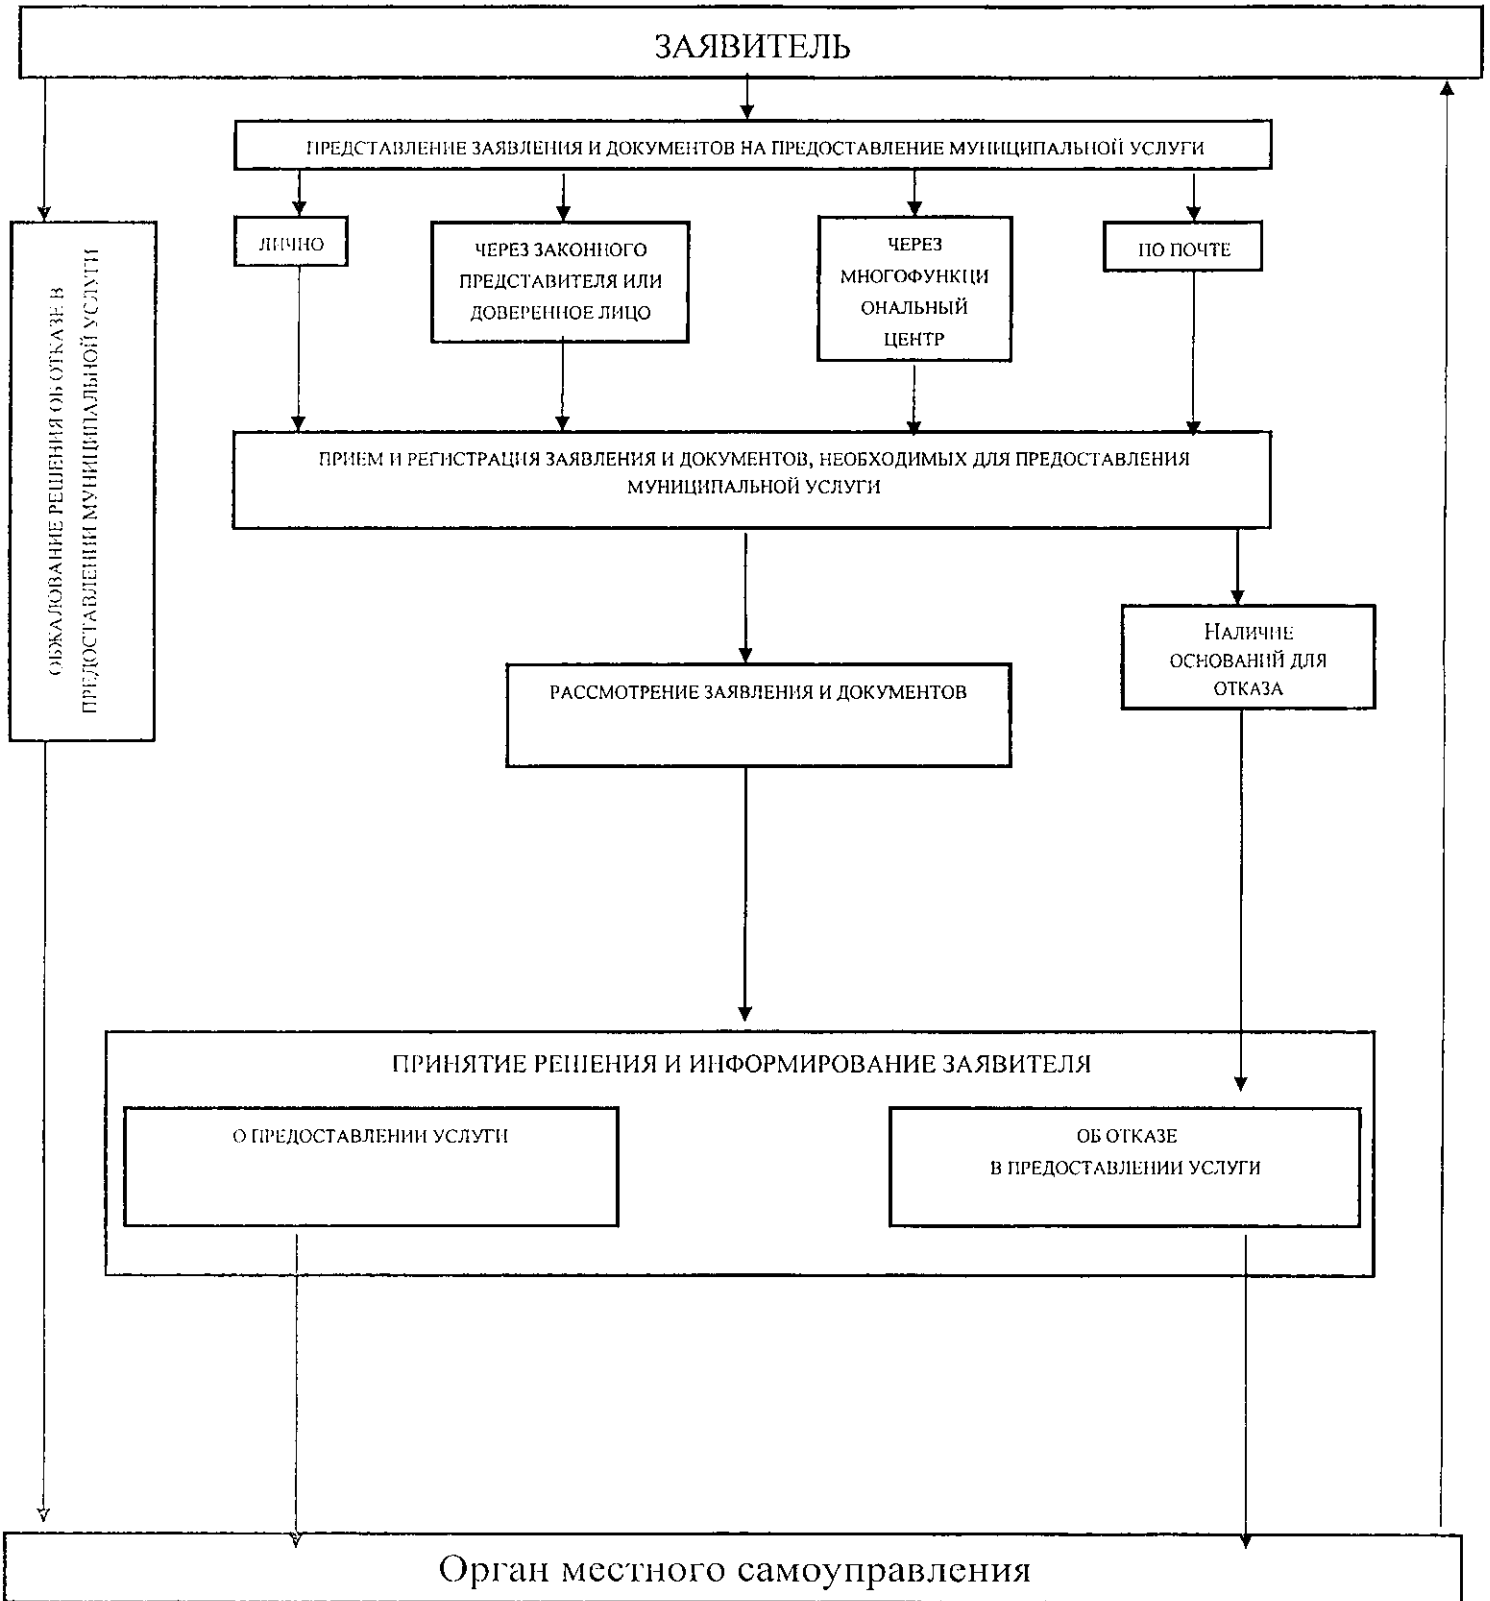 ЗАЯВИТЕЛЬ
ПРЕДСТАВЛЕНИЕ ЗАЯВЛЕНИЯ И ДОКУМЕНТОВ НА ПРЕДОСТАВЛЕНИЕ МУНИЦИПАЛЬНОЙ УСЛУГИ
ЛИЧНО
ЧЕРЕЗ ЗАКОННОГО
ПРЕДСТАВИТЕЛЯ ИЛИ
ДОВЕРЕННОЕ ЛИЦО
ЧЕРЕЗ
МНОГОФУНКЦИ
ОНАЛЬНЫЙ
ЦЕНТР
ПО ПОЧТЕ
ОБЖАЛОВАНИЕ РЕШЕНИЯ ОБ ОТКАЗЕ В
ПРЕДОСТАВЛЕНИИ МУНИЦИПАЛЬНОЙ УСЛУГИ
ПРИЕМ И РЕГИСТРАЦИЯ ЗАЯВЛЕНИЯ И ДОКУМЕНТОВ, НЕОБХОДИМЫХ ДЛЯ ПРЕДОСТАВЛЕНИЯ
МУНИЦИПАЛЬНОЙ УСЛУГИ
НАЛИЧИЕ
ОСНОВАНИЙ ДЛЯ
ОТКАЗА
РАССМОТРЕНИЕ ЗАЯВЛЕНИЯ И ДОКУМЕНТОВ
ПРИНЯТИЕ РЕШЕНИЯ И ИНФОРМИРОВАНИЕ ЗАЯВИТЕЛЯ
О ПРЕДОСТАВЛЕНИИ УСЛУГИ
ОБ ОТКАЗЕ
В ПРЕДОСТАВЛЕНИИ УСЛУГИ
Орган местного самоуправления